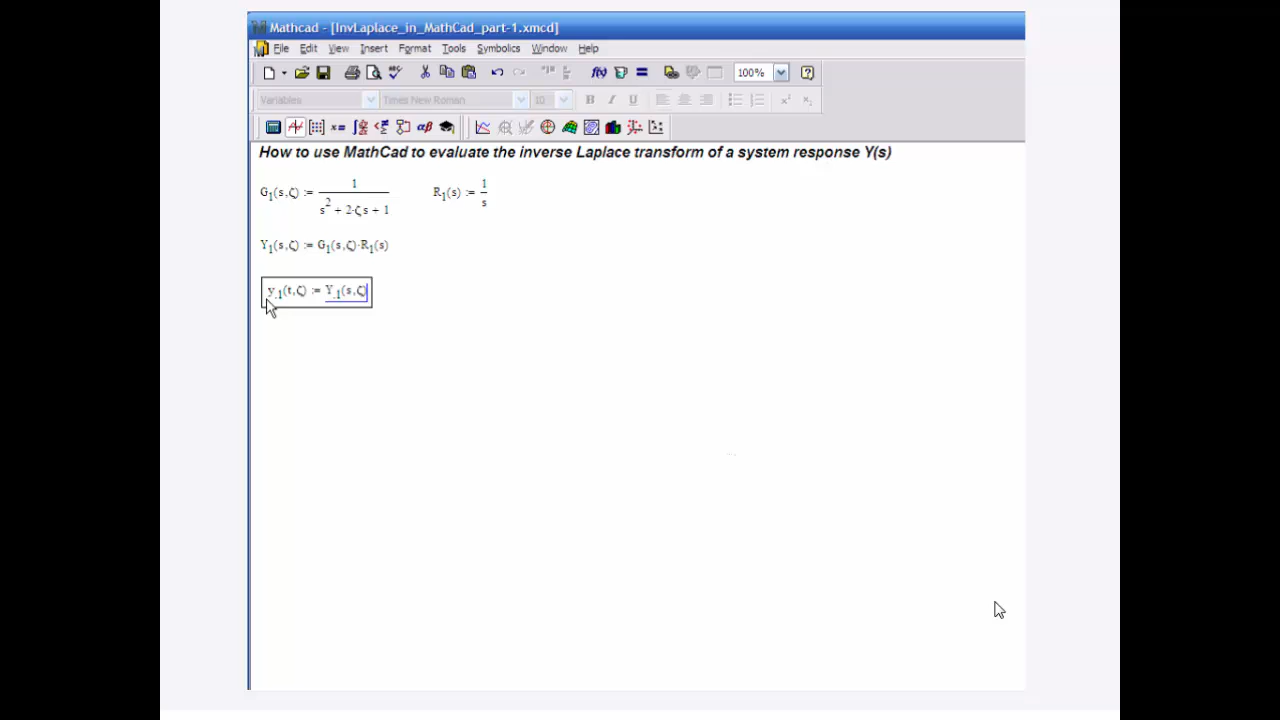 Mathcad - [InvLaplace_in_MathCad_part-1.xmcd]
File Edit View Insert Format Tools Symbolics Window Help
100%
Variables Times New Roman 10 B I U
How to use MathCad to evaluate the inverse Laplace transform of a system response Y(s)
G₁(s,ζ) := 1 / (s² + 2·ζ s + 1) R₁(s) := 1 / s
Y₁(s,ζ) := G₁(s,ζ)·R₁(s)
y.1(t,ζ) := Y.1(s,ζ)